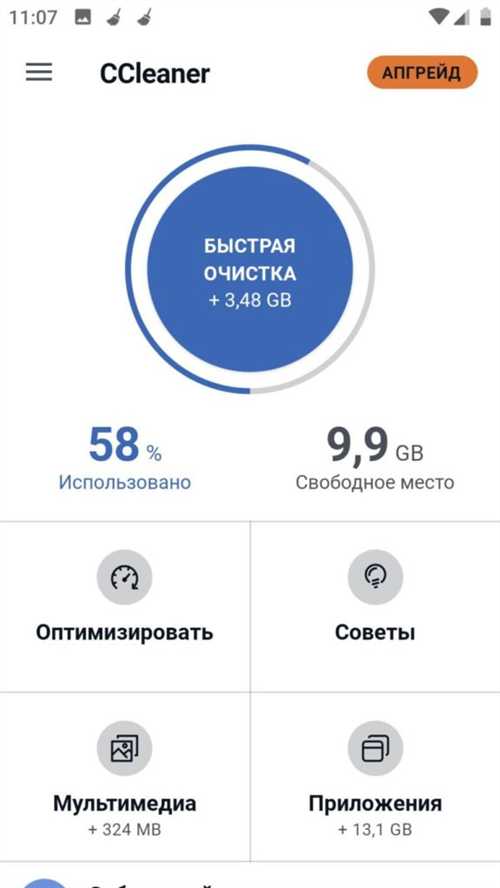 11:07
CCleaner
АПГРЕЙД
БЫСТРАЯ
ОЧИСТКА
+ 3,48 GB
58 %
Использовано
9,9 GB
Свободное место
Оптимизировать
Советы
Мультимедиа
+ 324 MB
Приложения
+ 13,1 GB